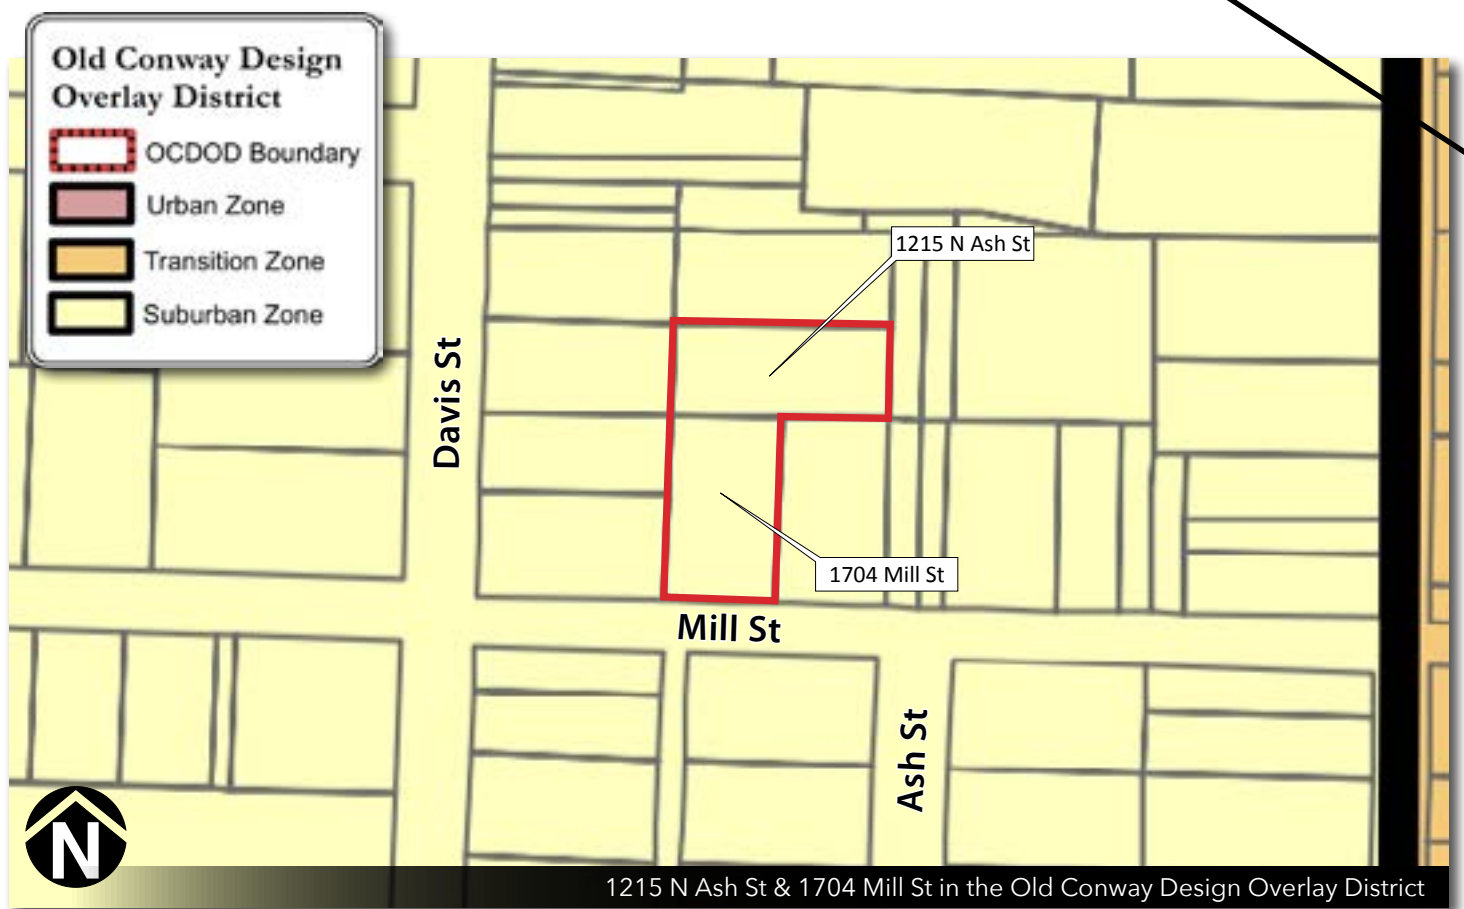 Old Conway Design
Overlay District
OCDOD Boundary
Urban Zone
Transition Zone
Suburban Zone
1215 N Ash St
Davis St
1704 Mill St
Mill St
Ash St
N
1215 N Ash St & 1704 Mill St in the Old Conway Design Overlay District